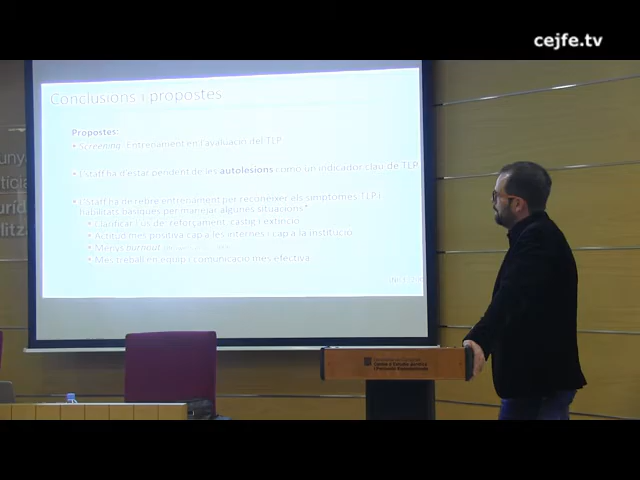 cejfe.tv
Conclusions i propostes
Propostes:
Screening: Entrenament en l'avaluació del TLP
L'staff ha d'estar pendent de les autolesions com a un indicador clau de TLP
L'staff ha de rebre entrenament per reconèixer els símptomes TLP i
habilitats bàsiques per manejar algunes situacions"
clarificar l'ús de: reforçament, càstig i extinció
Actitud més positiva cap a les internes i cap a la institució
Menys burnout
Més treball en equip i comunicació més efectiva